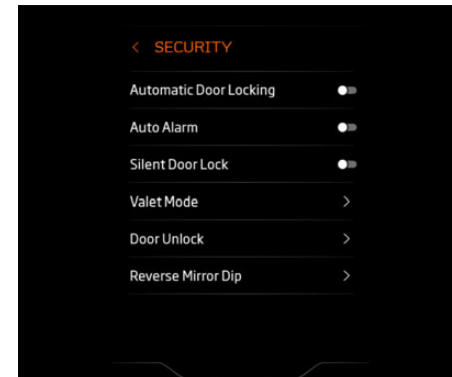 SECURITY
Automatic Door Locking
Auto Alarm
Silent Door Lock
Valet Mode
Door Unlock
Reverse Mirror Dip